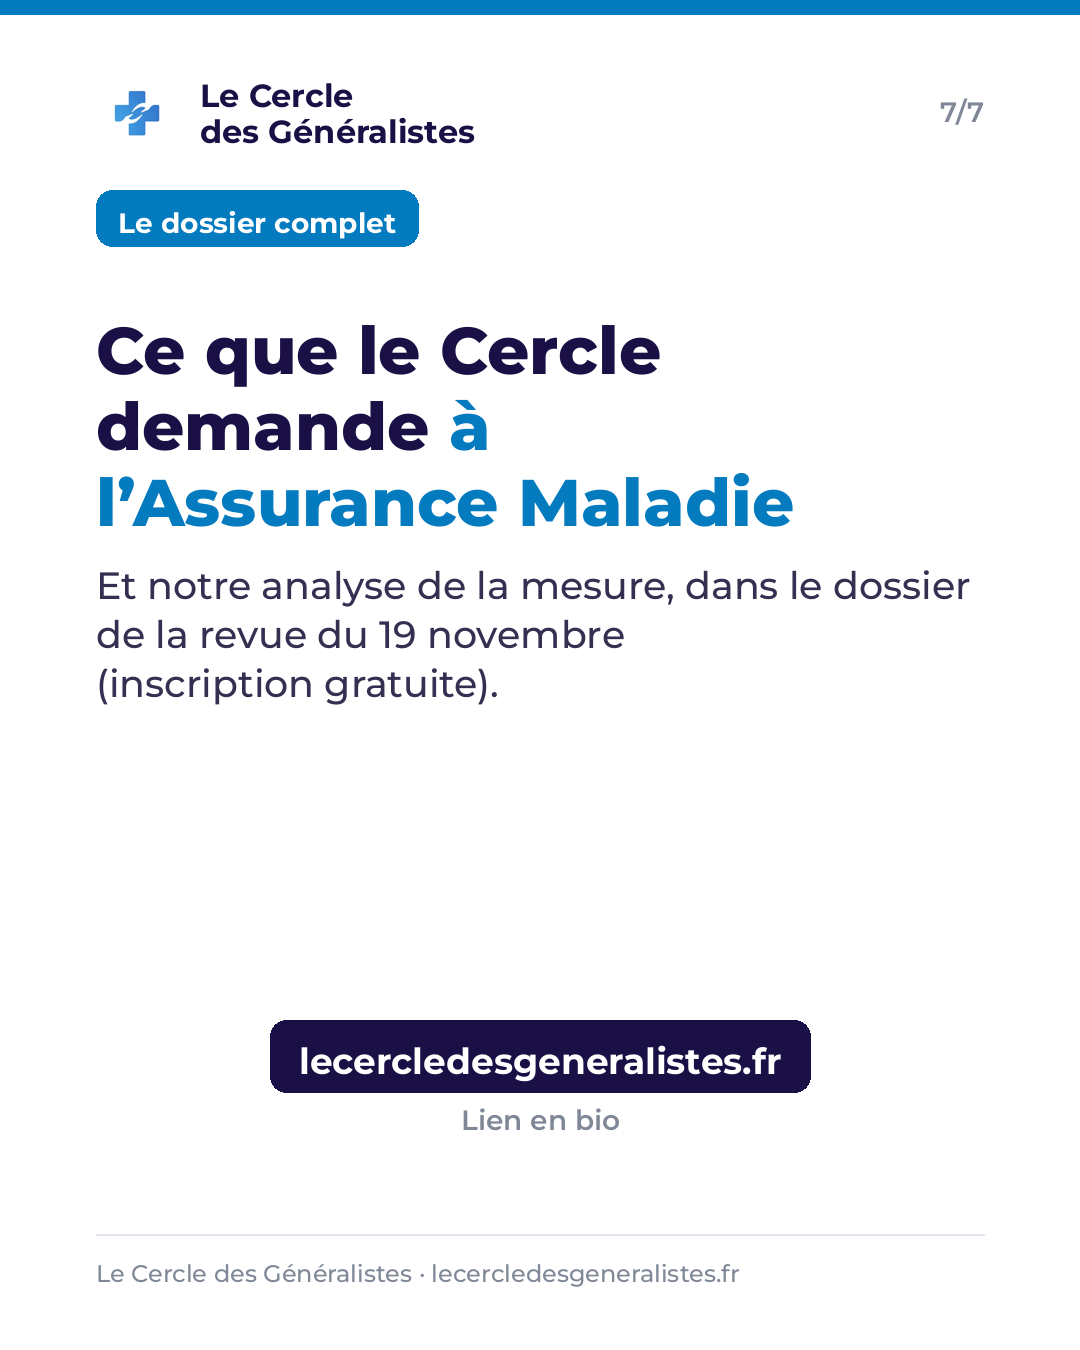 Le Cercle
des Généralistes
7/7
Le dossier complet
Ce que le Cercle
demande à
l’Assurance Maladie
Et notre analyse de la mesure, dans le dossier
de la revue du 19 novembre
(inscription gratuite).
lecercledesgeneralistes.fr
Lien en bio
Le Cercle des Généralistes · lecercledesgeneralistes.fr